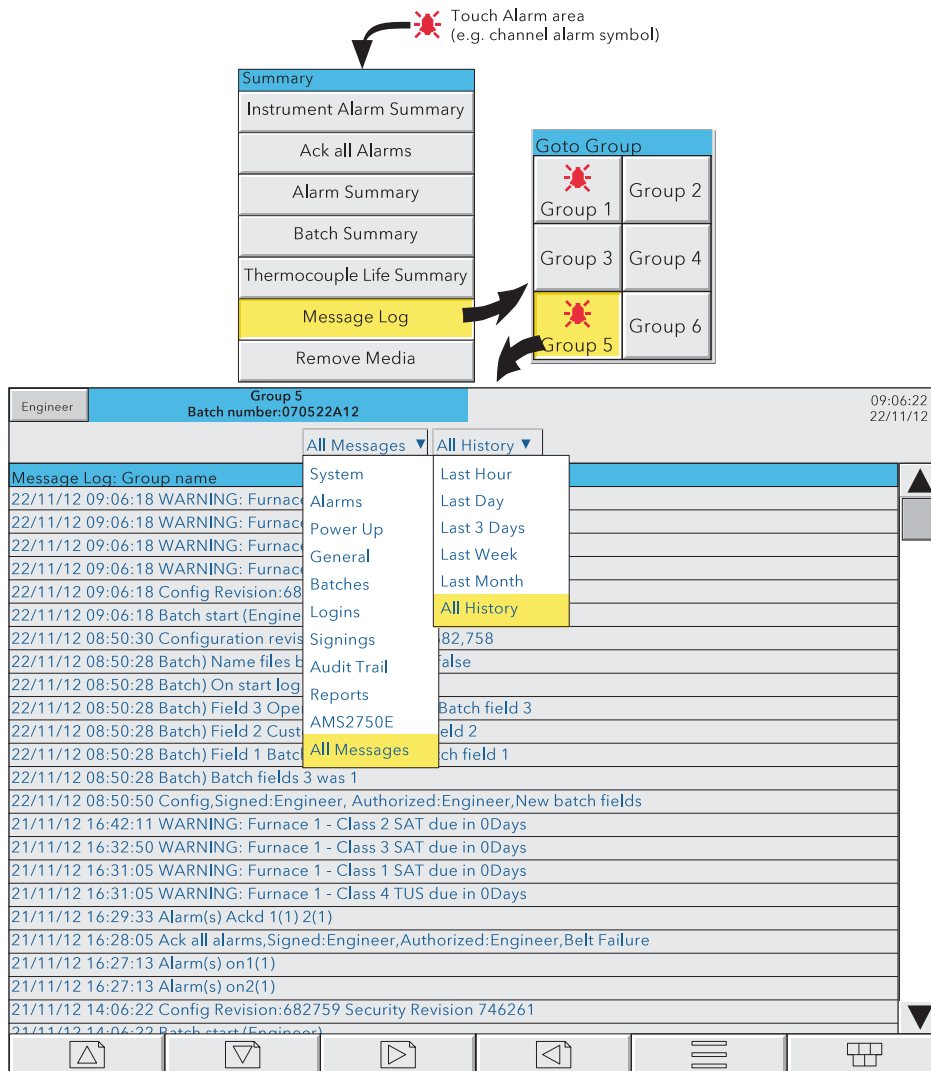 Touch Alarm area
(e.g. channel alarm symbol)
Summary
Instrument Alarm Summary
Ack all Alarms
Alarm Summary
Batch Summary
Thermocouple Life Summary
Message Log
Remove Media
Goto Group
Group 1
Group 2
Group 3
Group 4
Group 5
Group 6
Engineer
Group 5
Batch number:070522A12
09:06:22
22/11/12
All Messages ▼
All History ▼
System
Alarms
Power Up
General
Batches
Logins
Signings
Audit Trail
Reports
AMS2750E
All Messages
Last Hour
Last Day
Last 3 Days
Last Week
Last Month
All History
Message Log: Group name
22/11/12 09:06:18 WARNING: Furnac
22/11/12 09:06:18 WARNING: Furnac
22/11/12 09:06:18 WARNING: Furnac
22/11/12 09:06:18 WARNING: Furnac
22/11/12 09:06:18 Config Revision:68
22/11/12 09:06:18 Batch start (Engine
22/11/12 08:50:30 Configuration revis 682,758
22/11/12 08:50:28 Batch) Name files b false
22/11/12 08:50:28 Batch) On start log
22/11/12 08:50:28 Batch) Field 3 Ope Batch field 3
22/11/12 08:50:28 Batch) Field 2 Cust eld 2
22/11/12 08:50:28 Batch) Field 1 Batc ch field 1
22/11/12 08:50:28 Batch) Batch fields 3 was 1
22/11/12 08:50:50 Config,Signed:Engineer, Authorized:Engineer,New batch fields
21/11/12 16:42:11 WARNING: Furnace 1 - Class 2 SAT due in 0Days
21/11/12 16:32:50 WARNING: Furnace 1 - Class 3 SAT due in 0Days
21/11/12 16:31:05 WARNING: Furnace 1 - Class 1 SAT due in 0Days
21/11/12 16:31:05 WARNING: Furnace 1 - Class 4 TUS due in 0Days
21/11/12 16:29:33 Alarm(s) Ackd 1(1) 2(1)
21/11/12 16:28:05 Ack all alarms,Signed:Engineer,Authorized:Engineer,Belt Failure
21/11/12 16:27:13 Alarm(s) on1(1)
21/11/12 16:27:13 Alarm(s) on2(1)
21/11/12 14:06:22 Config Revision:682759 Security Revision 746261
21/11/12 14:06:22 Batch start (Engineer)